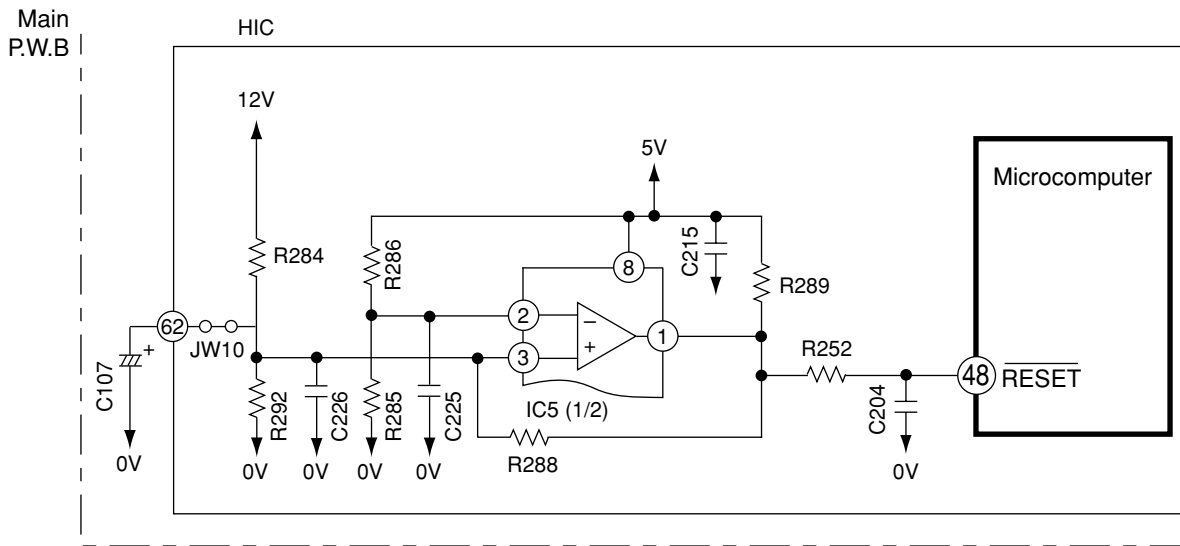 Main
P.W.B
HIC
12V
5V
Microcomputer
R284
R286
8
C215
R289
62
JW10
2
−
1
3
+
R252
48
RESET
C107
+
R292
C226
R285
C225
IC5 (1/2)
C204
R288
0V
0V
0V
0V
0V
0V